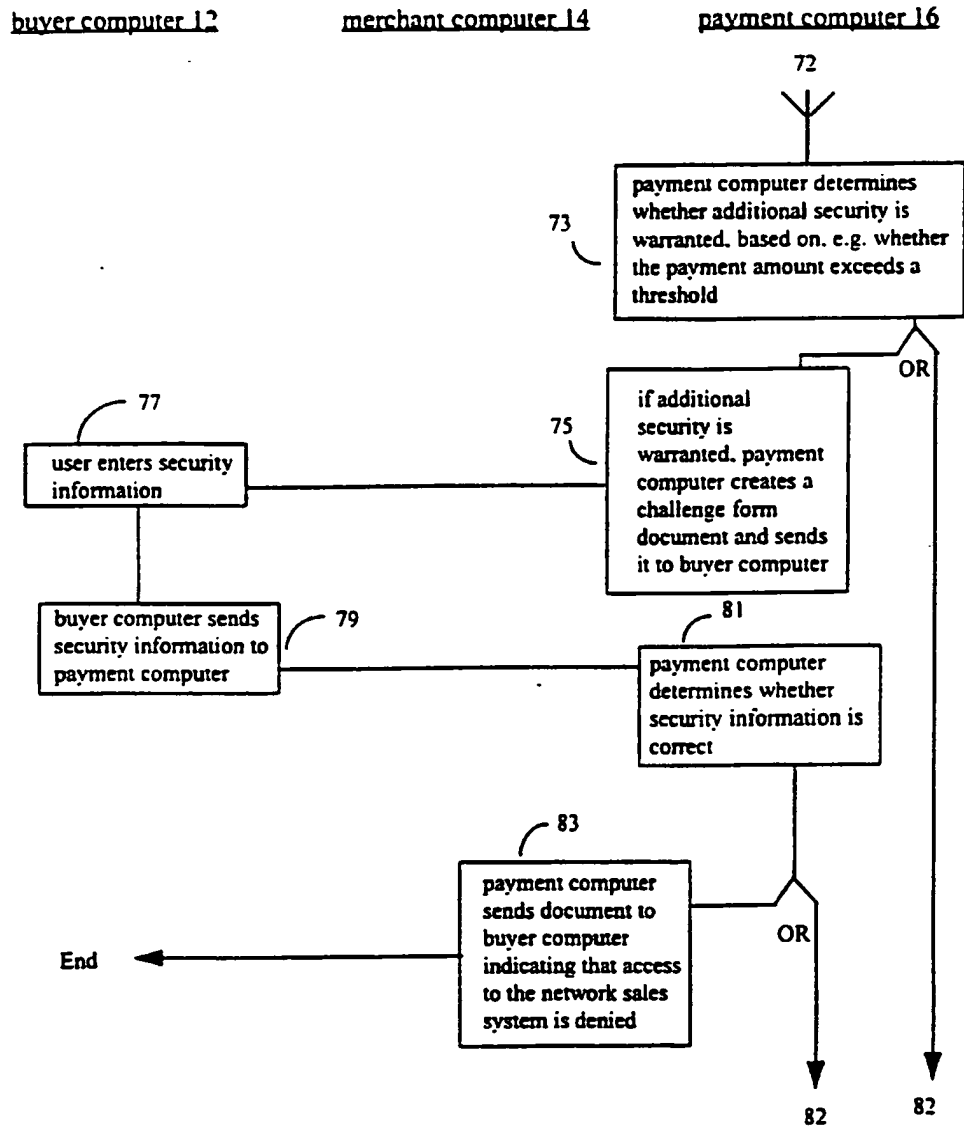 buyer computer 12
merchant computer 14
payment computer 16
72
payment computer determines
whether additional security is
warranted, based on, e.g. whether
the payment amount exceeds a
threshold
73
OR
if additional
security is
warranted, payment
computer creates a
challenge form
document and sends
it to buyer computer
75
77
user enters security
information
buyer computer sends
security information to
payment computer
79
81
payment computer
determines whether
security information is
correct
83
payment computer
sends document to
buyer computer
indicating that access
to the network sales
system is denied
OR
End
82
82